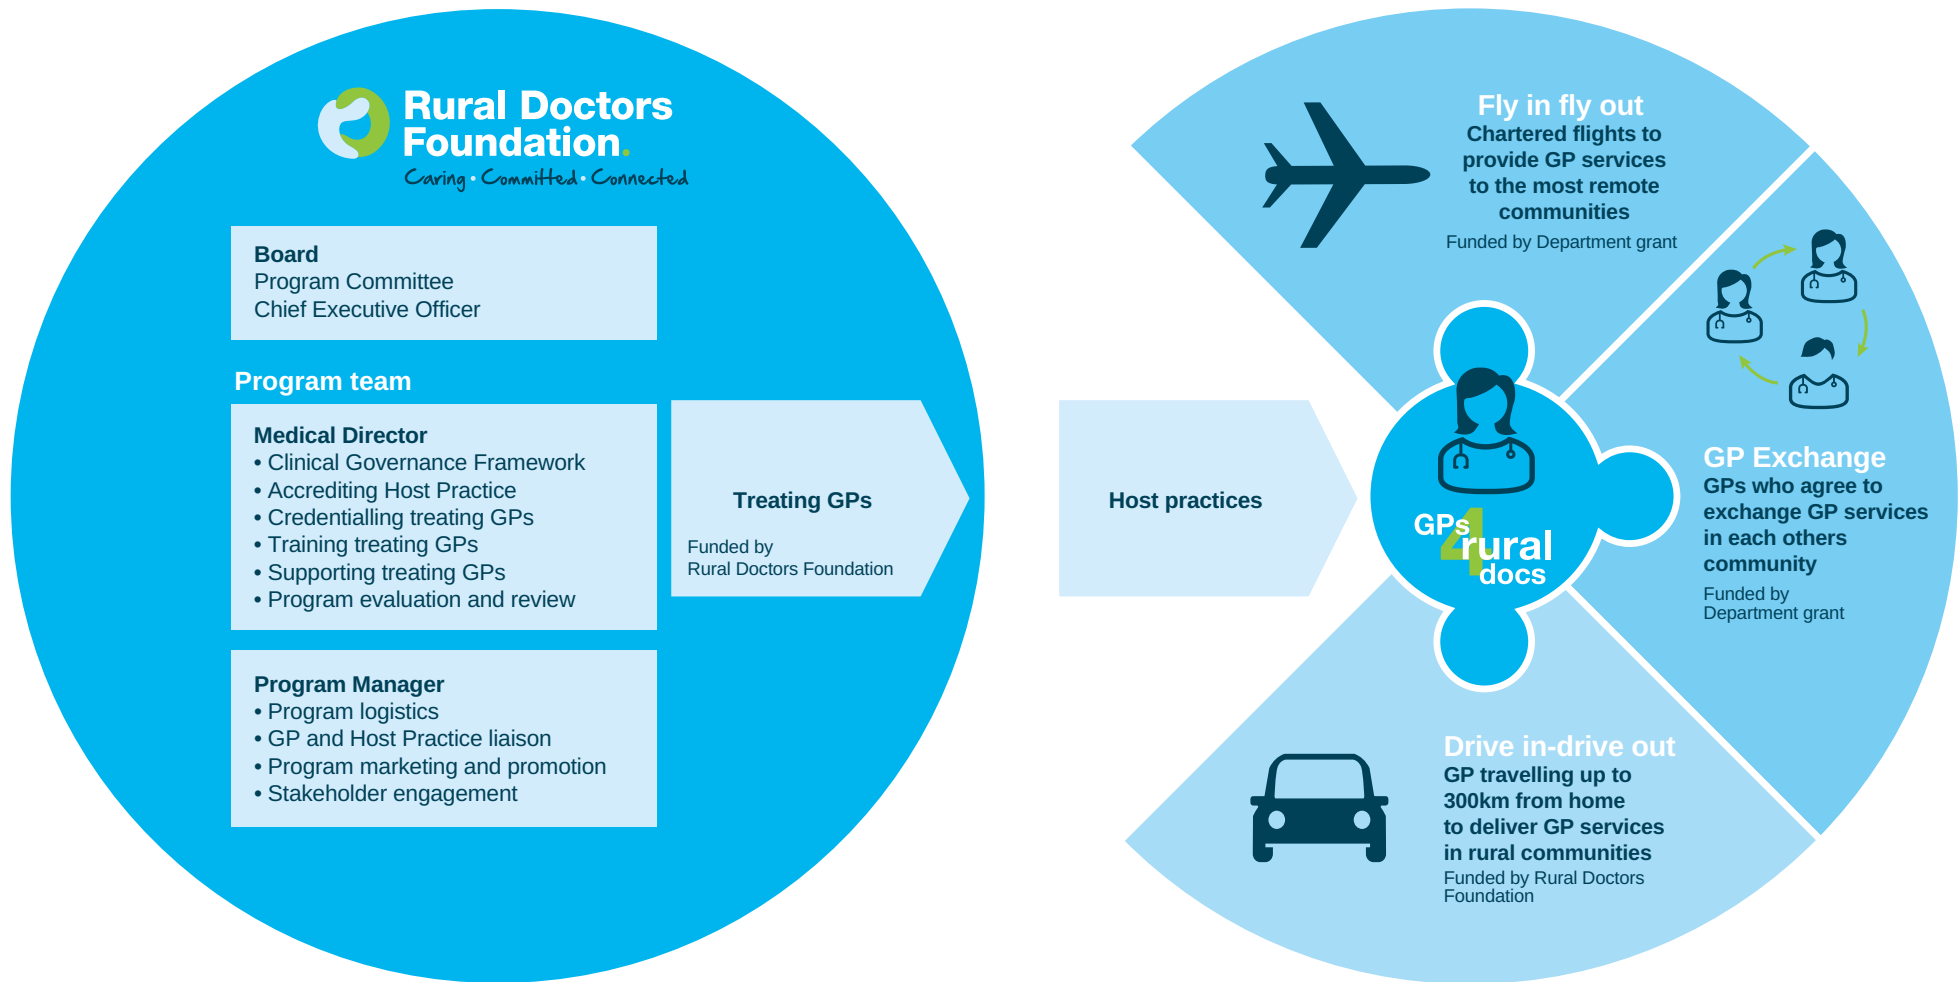 Rural Doctors
Foundation.
Caring • Committed • Connected
Board
Program Committee
Chief Executive Officer
Program team
Medical Director
• Clinical Governance Framework
• Accrediting Host Practice
• Credentialling treating GPs
• Training treating GPs
• Supporting treating GPs
• Program evaluation and review
Program Manager
• Program logistics
• GP and Host Practice liaison
• Program marketing and promotion
• Stakeholder engagement
Treating GPs
Funded by
Rural Doctors Foundation
Host practices
GPs
4
rural
docs
Fly in fly out
Chartered flights to
provide GP services
to the most remote
communities
Funded by Department grant
GP Exchange
GPs who agree to
exchange GP services
in each others
community
Funded by
Department grant
Drive in-drive out
GP travelling up to
300km from home
to deliver GP services
in rural communities
Funded by Rural Doctors
Foundation